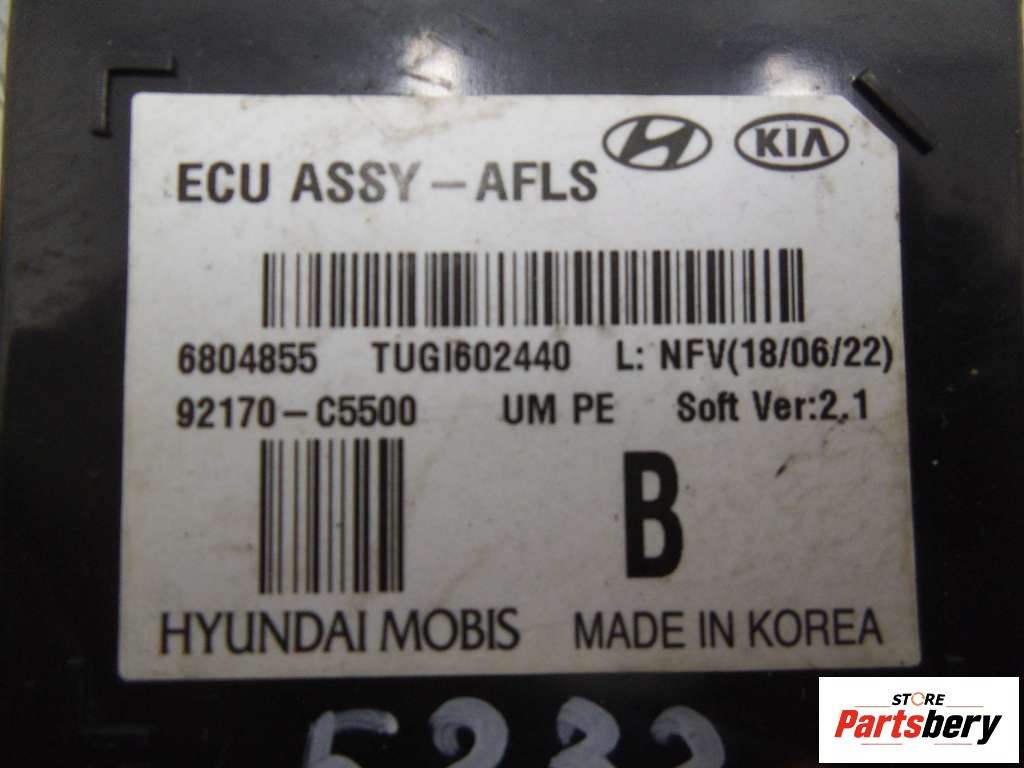 KIA
ECU ASSY-AFLS
6804855 TUGI602440 L: NFV(18/06/22)
92170-C5500 UM PE Soft Ver:2.1
B
HYUNDAI MOBIS MADE IN KOREA
5232
STORE
Partsbery